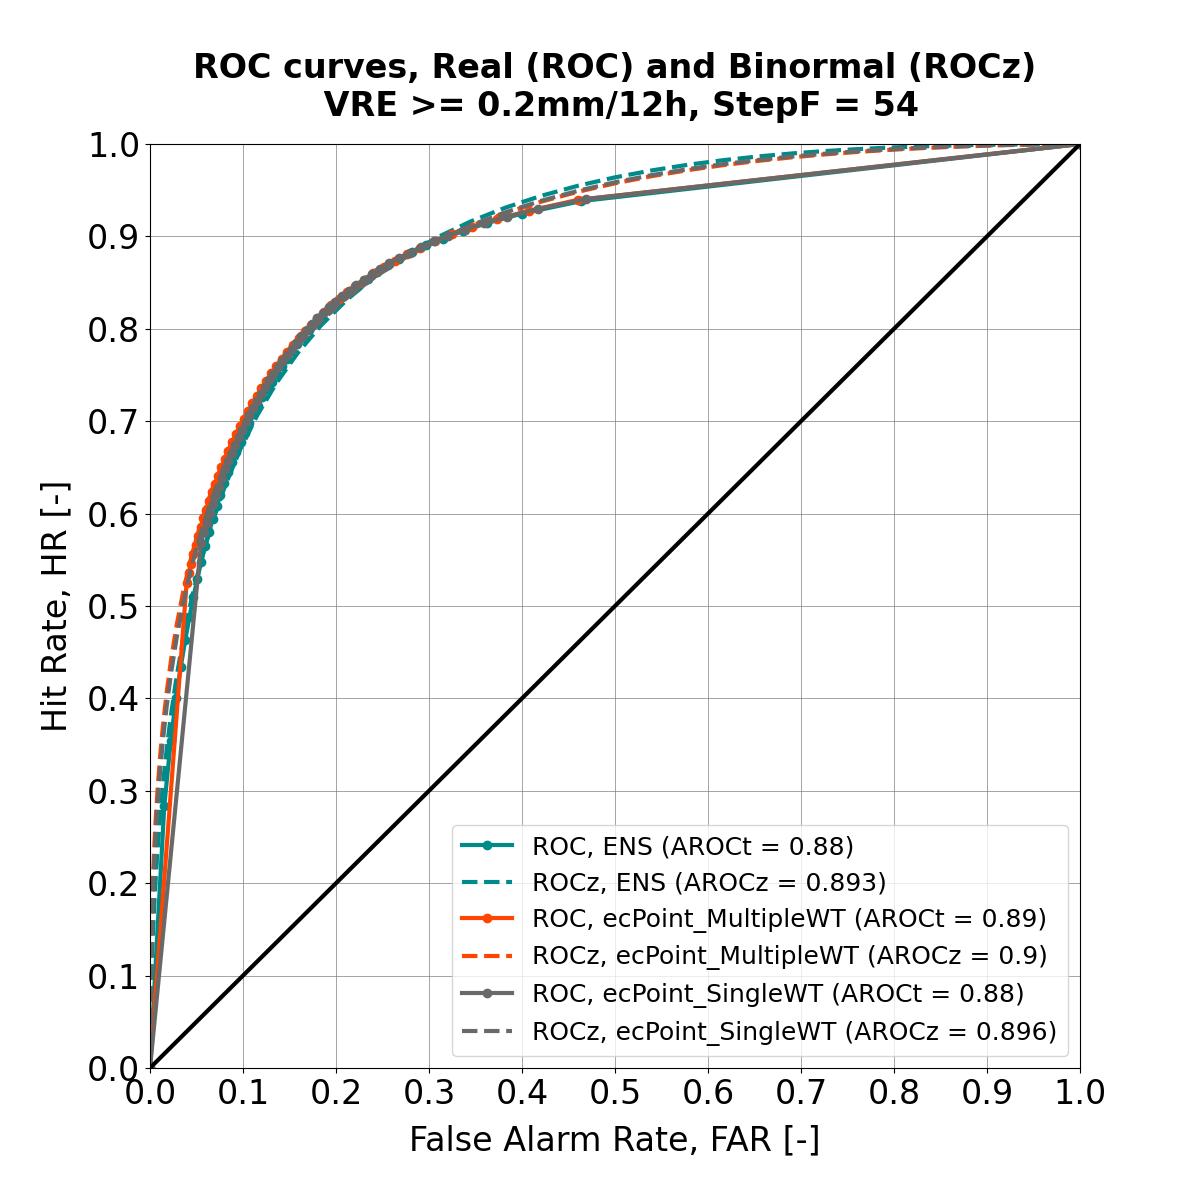 ROC curves, Real (ROC) and Binormal (ROCz)
VRE >= 0.2mm/12h, StepF = 54
1.0
0.9
0.8
0.7
0.6
0.5
0.4
0.3
0.2
0.1
0.0
Hit Rate, HR [-]
ROC, ENS (AROCt = 0.88)
ROCz, ENS (AROCz = 0.893)
ROC, ecPoint_MultipleWT (AROCt = 0.89)
ROCz, ecPoint_MultipleWT (AROCz = 0.9)
ROC, ecPoint_SingleWT (AROCt = 0.88)
ROCz, ecPoint_SingleWT (AROCz = 0.896)
0.0 0.1 0.2 0.3 0.4 0.5 0.6 0.7 0.8 0.9 1.0
False Alarm Rate, FAR [-]